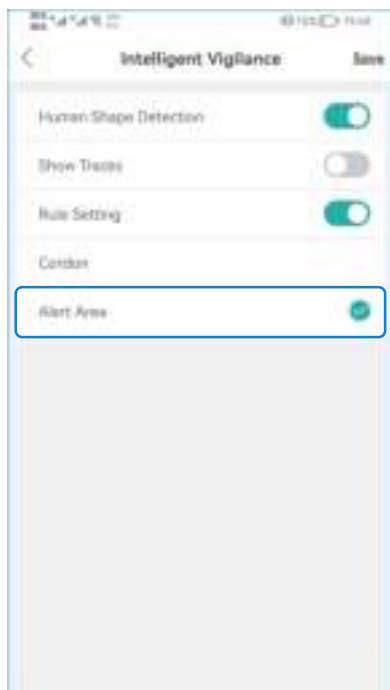 Intelligent Vigilance Save
Human Shape Detection
Show Traces
Rule Setting
Cordon
Alert Area